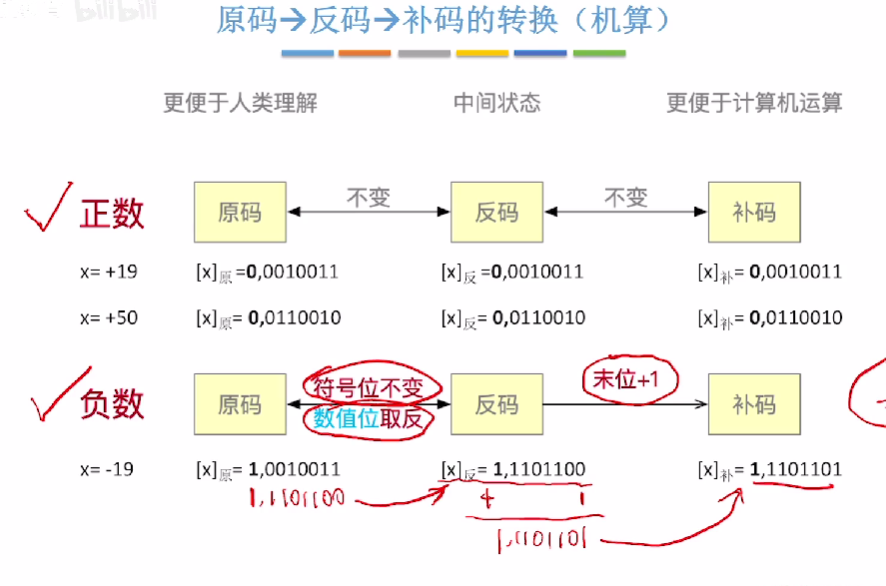 bilibili
原码→反码→补码的转换（机算）
更便于人类理解 中间状态 更便于计算机运算
正数 原码 不变 反码 不变 补码
x= +19 [x]原=0,0010011 [x]反=0,0010011 [x]补= 0,0010011
x= +50 [x]原= 0,0110010 [x]反= 0,0110010 [x]补= 0,0110010
负数 原码 符号位不变 反码 末位+1 补码
数值位取反
x= -19 [x]原= 1,0010011 [x]反= 1,1101100 [x]补= 1,1101101
1,1101100 + 1
1,1101101